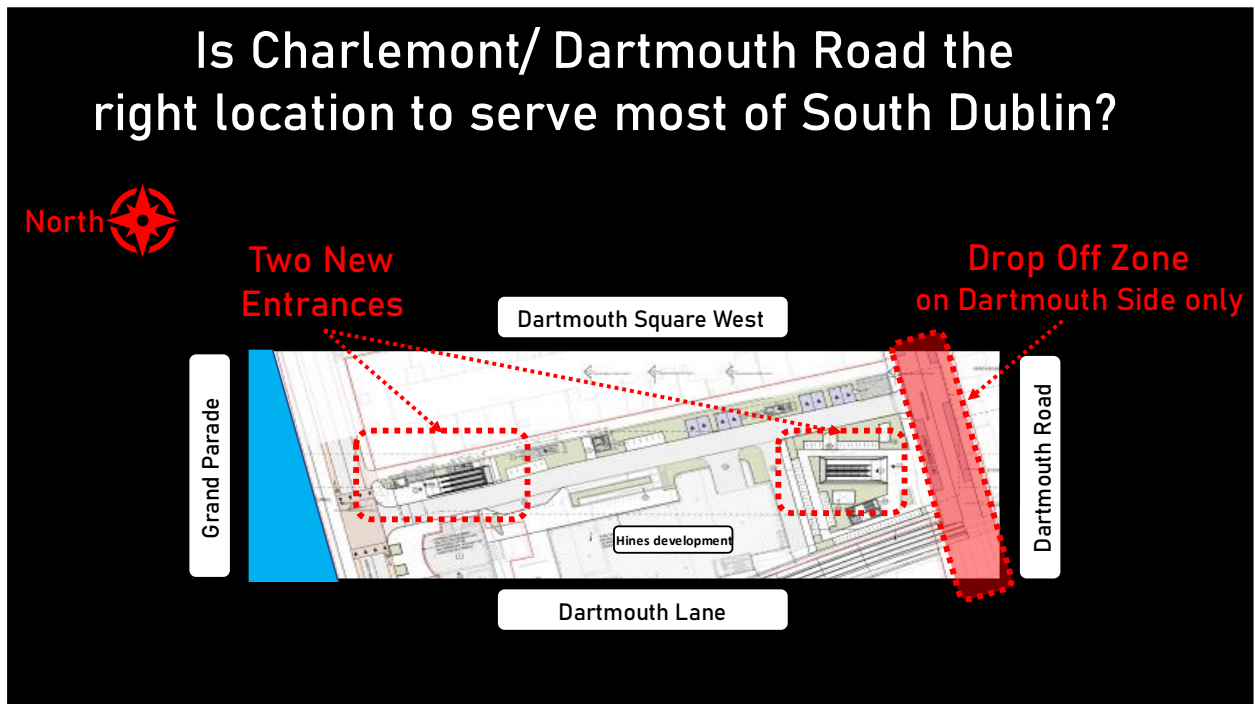 Is Charlemont/ Dartmouth Road the
right location to serve most of South Dublin?
North
Two New
Entrances
Drop Off Zone
on Dartmouth Side only
Dartmouth Square West
Grand Parade
Dartmouth Road
Hines development
Dartmouth Lane